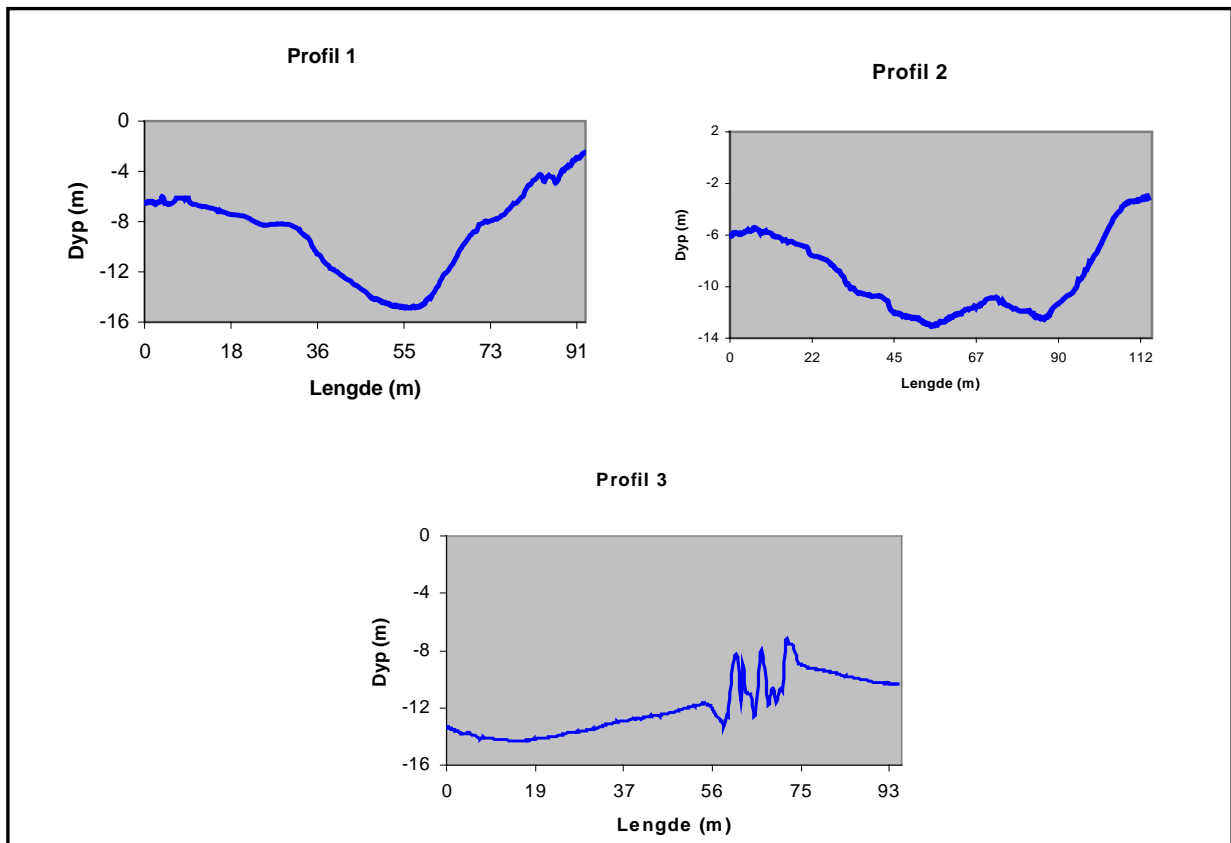 Profil 1
0
-4
-8
-12
-16
Dyp (m)
0 18 36 55 73 91
Lengde (m)
Profil 2
2
-2
-6
-10
-14
Dyp (m)
0 22 45 67 90 112
Lengde (m)
Profil 3
0
-4
-8
-12
-16
Dyp (m)
0 19 37 56 75 93
Lengde (m)